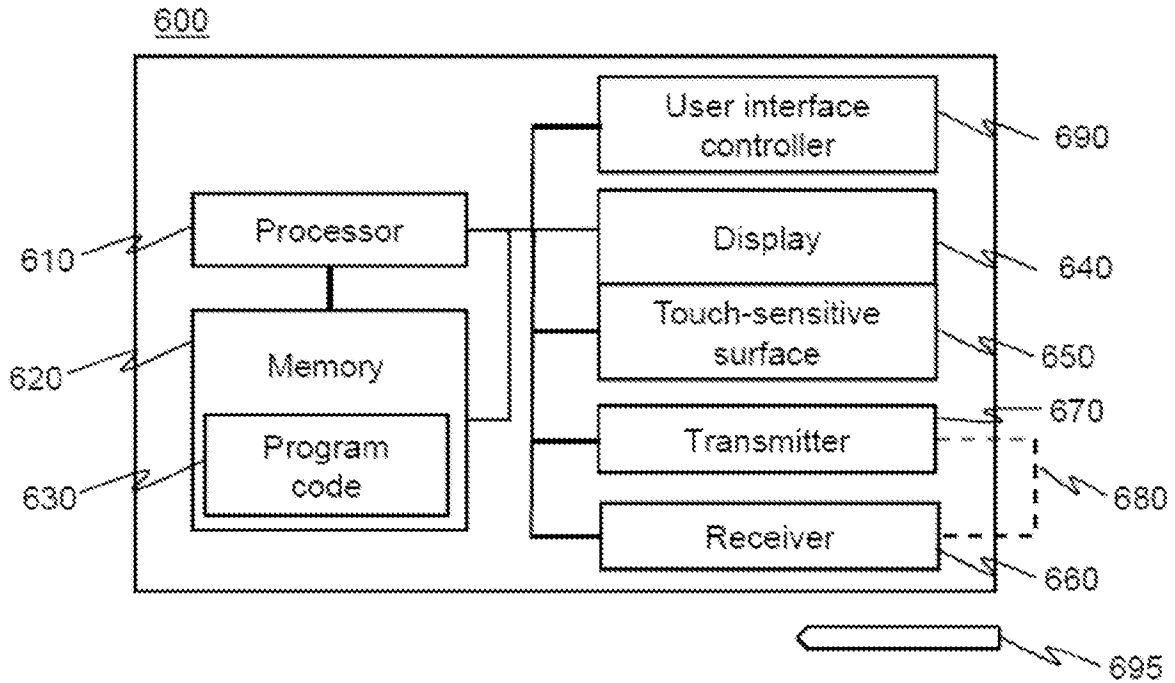 600
User interface
controller
690
Processor
610
Display
640
Touch-sensitive
surface
650
Memory
620
Program
code
630
Transmitter
670
680
Receiver
660
695